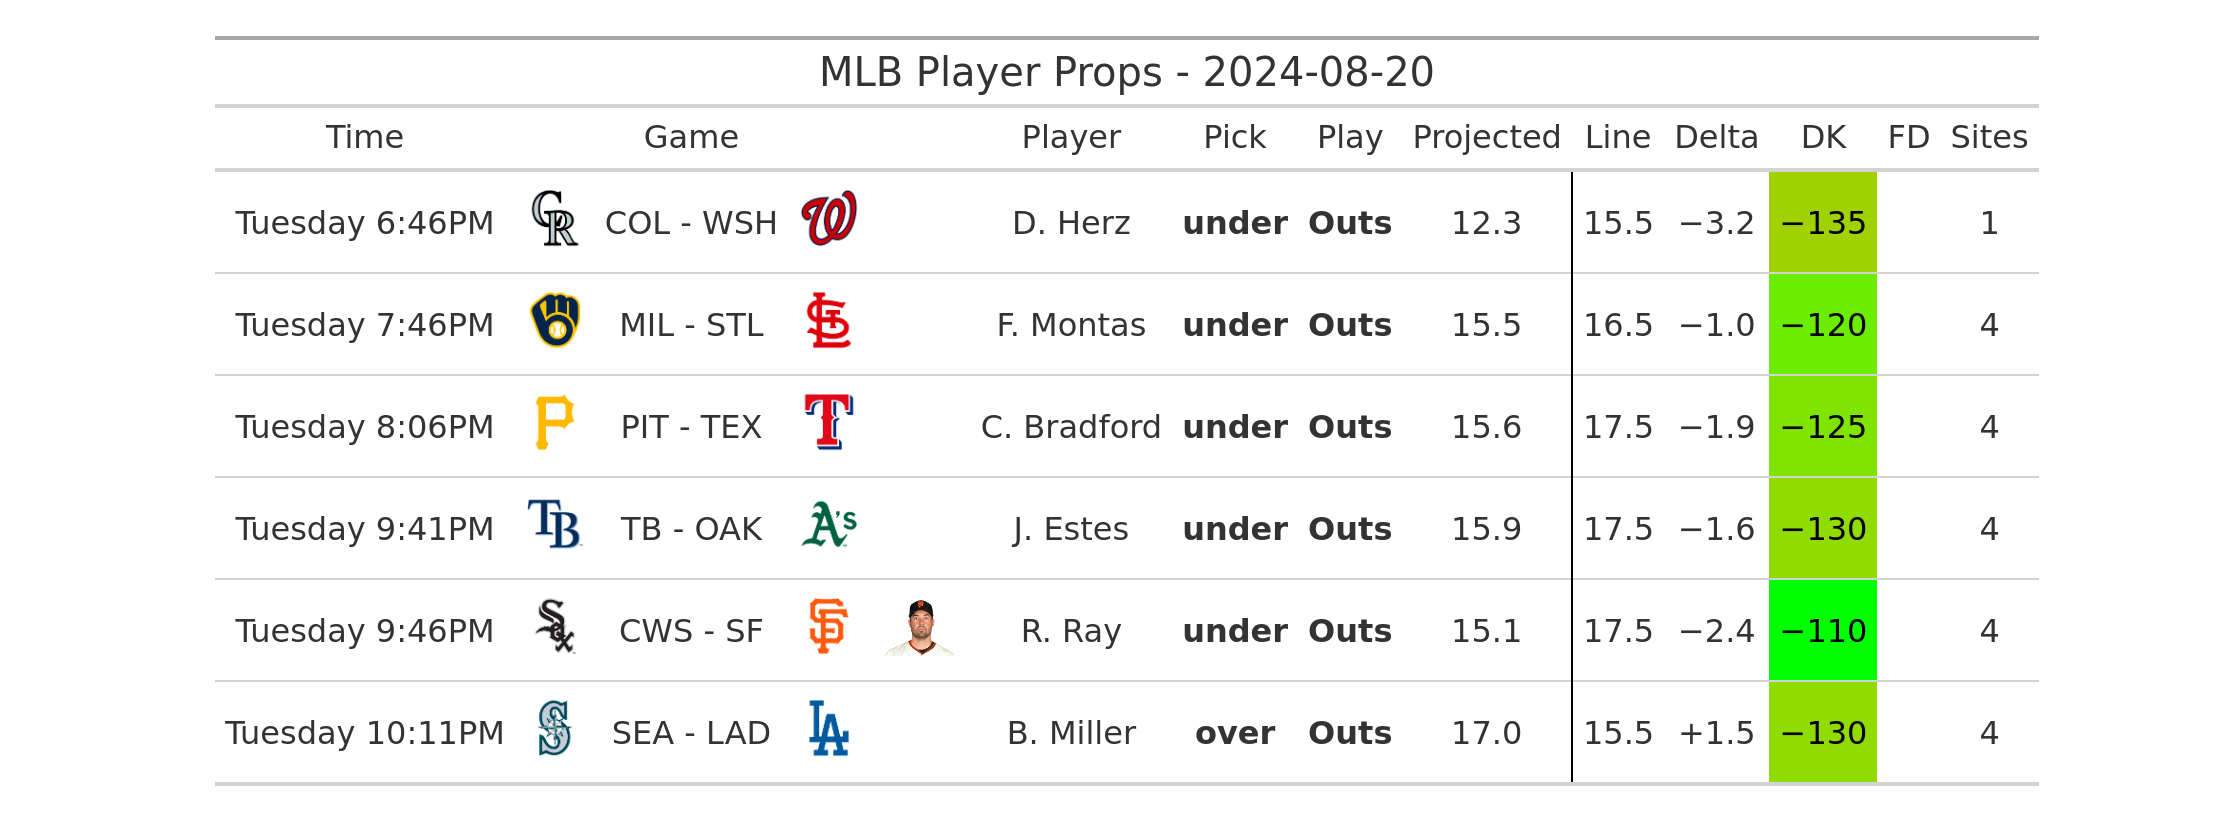 MLB Player Props - 2024-08-20
Time Game Player Pick Play Projected Line Delta DK FD Sites
Tuesday 6:46PM COL - WSH D. Herz under Outs 12.3 15.5 −3.2 −135 1
Tuesday 7:46PM MIL - STL F. Montas under Outs 15.5 16.5 −1.0 −120 4
Tuesday 8:06PM PIT - TEX C. Bradford under Outs 15.6 17.5 −1.9 −125 4
Tuesday 9:41PM TB - OAK J. Estes under Outs 15.9 17.5 −1.6 −130 4
Tuesday 9:46PM CWS - SF R. Ray under Outs 15.1 17.5 −2.4 −110 4
Tuesday 10:11PM SEA - LAD B. Miller over Outs 17.0 15.5 +1.5 −130 4